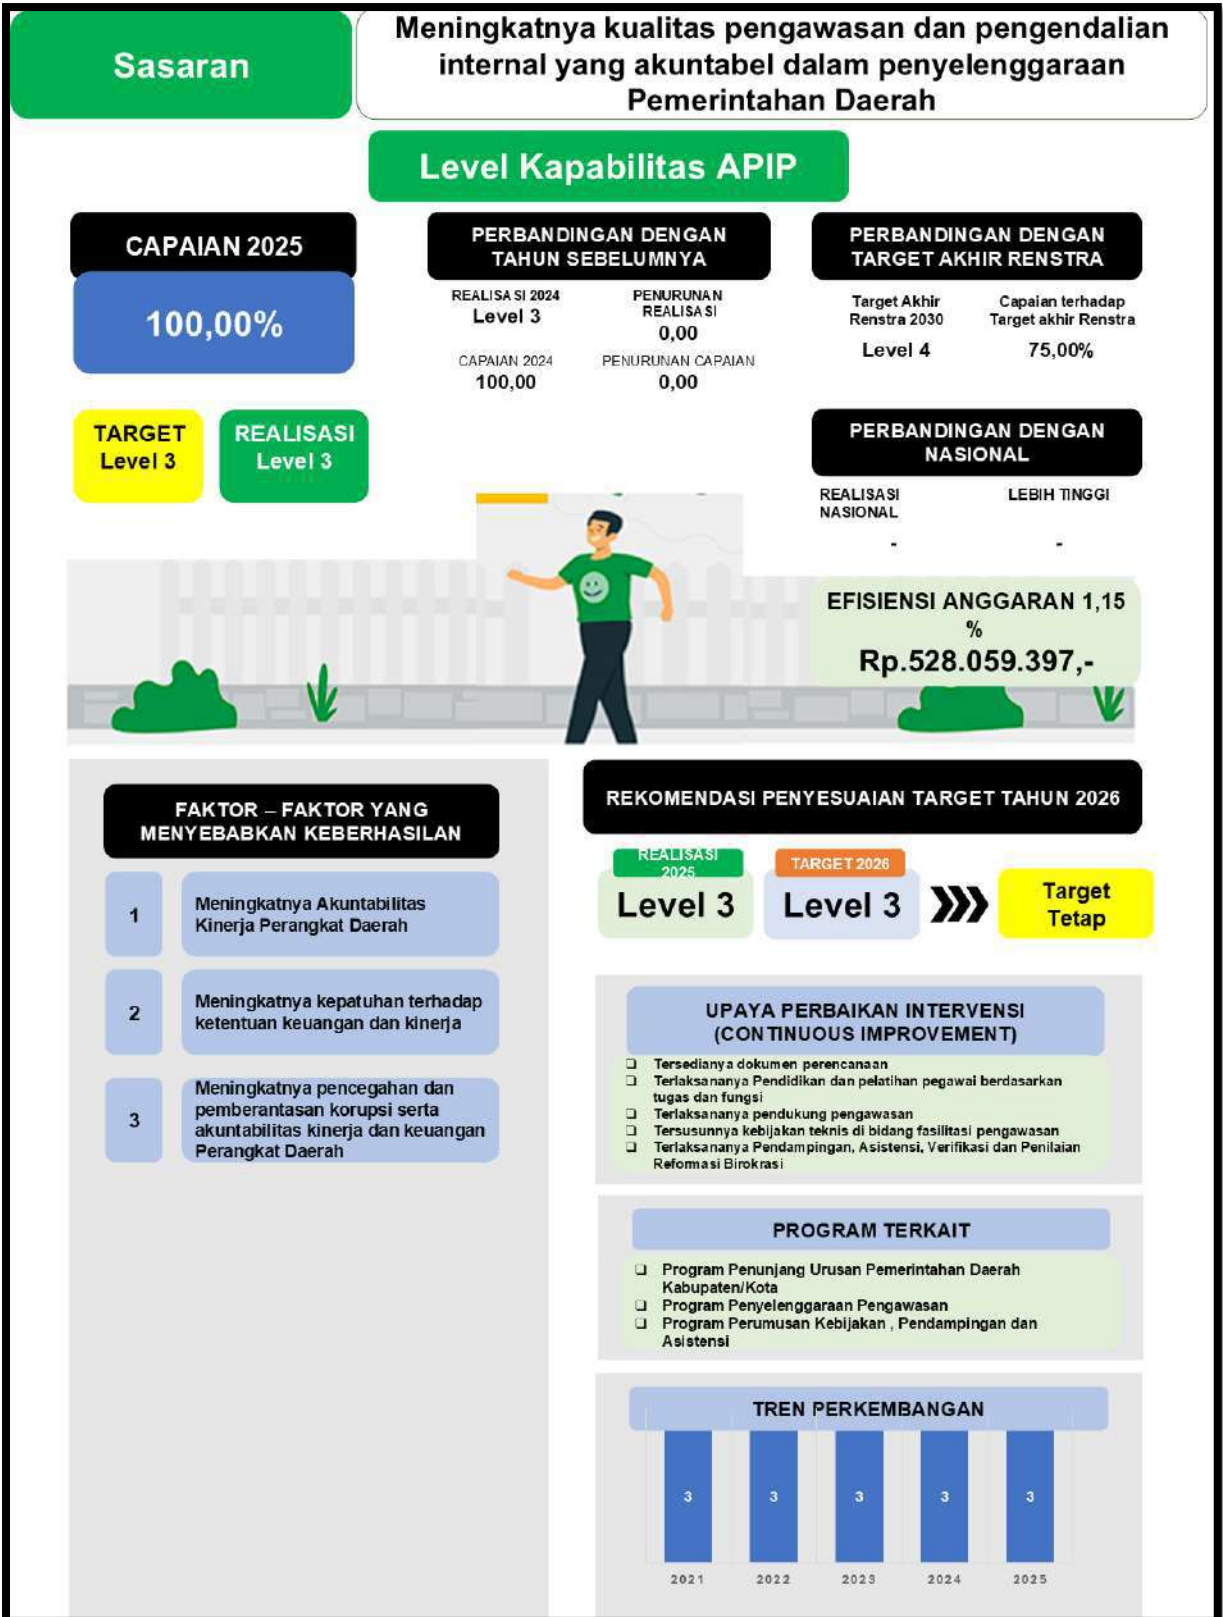 Sasaran
Meningkatnya kualitas pengawasan dan pengendalian
internal yang akuntabel dalam penyelenggaraan
Pemerintahan Daerah
Level Kapabilitas APIP
CAPAIAN 2025
100,00%
TARGET
Level 3
REALISASI
Level 3
PERBANDINGAN DENGAN
TAHUN SEBELUMNYA
REALISASI 2024
Level 3
PENURUNAN
REALISASI
0,00
CAPAIAN 2024
100,00
PENURUNAN CAPAIAN
0,00
PERBANDINGAN DENGAN
TARGET AKHIR RENSTRA
Target Akhir
Renstra 2030
Level 4
Capaian terhadap
Target akhir Renstra
75,00%
PERBANDINGAN DENGAN
NASIONAL
REALISASI
NASIONAL
-
LEBIH TINGGI
-
EFISIENSI ANGGARAN 1,15
%
Rp.528.059.397,-
FAKTOR – FAKTOR YANG
MENYEBABKAN KEBERHASILAN
1
Meningkatnya Akuntabilitas
Kinerja Perangkat Daerah
2
Meningkatnya kepatuhan terhadap
ketentuan keuangan dan kinerja
3
Meningkatnya pencegahan dan
pemberantasan korupsi serta
akuntabilitas kinerja dan keuangan
Perangkat Daerah
REKOMENDASI PENYESUAIAN TARGET TAHUN 2026
REALISASI
2025
Level 3
TARGET 2026
Level 3
Target
Tetap
UPAYA PERBAIKAN INTERVENSI
(CONTINUOUS IMPROVEMENT)
❑ Tersedianya dokumen perencanaan
❑ Terlaksananya Pendidikan dan pelatihan pegawai berdasarkan
tugas dan fungsi
❑ Terlaksananya pendukung pengawasan
❑ Tersusunnya kebijakan teknis di bidang fasilitasi pengawasan
❑ Terlaksananya Pendampingan, Asistensi, Verifikasi dan Penilaian
Reformasi Birokrasi
PROGRAM TERKAIT
❑ Program Penunjang Urusan Pemerintahan Daerah
Kabupaten/Kota
❑ Program Penyelenggaraan Pengawasan
❑ Program Perumusan Kebijakan , Pendampingan dan
Asistensi
TREN PERKEMBANGAN
3 3 3 3 3
2021 2022 2023 2024 2025